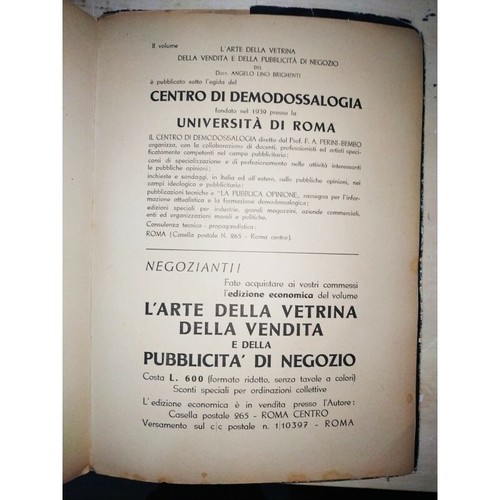 Il volume
L'ARTE DELLA VETRINA
DELLA VENDITA E DELLA PUBBLICITÀ DI NEGOZIO
DEL
Dott. ANGELO LINO BRIGHENTI
è pubblicato sotto l'egida del
CENTRO DI DEMODOSSALOGIA
fondato nel 1939 presso la
UNIVERSITÀ DI ROMA
IL CENTRO DI DEMODOSSALOGIA diretto dal Prof. F. A. PERINI-BEMBO
organizza, con la collaborazione di docenti, professionisti ed artisti speci-
ficatamente competenti nel campo pubblicitario:
corsi di specializzazione e di perfezionamento nelle attività interessanti
le pubbliche opinioni;
inchieste e sondaggi, in Italia ed all'estero, sulle pubbliche opinioni, nei
campi ideologico e pubblicitario;
pubblicazioni tecniche e "LA PUBBLICA OPINIONE, rassegna per l'infor-
mazione attualistica e la formazione demodossalogica;
edizioni speciali per industrie, grandi magazzini, aziende commerciali,
enti ed organizzazioni morali e politiche.
Consulenza tecnico - propagandistica:
ROMA (Casella postale N. 265 - Roma centro).
NEGOZIANTI!
Fate acquistare ai vostri commessi
l'edizione economica del volume
L'ARTE DELLA VETRINA
DELLA VENDITA
E DELLA
PUBBLICITA' DI NEGOZIO
Costa L. 600 (formato ridotto, senza tavole a colori)
Sconti speciali per ordinazioni collettive
L'edizione economica è in vendita presso l'Autore:
Casella postale 265 - ROMA CENTRO
Versamento sul c|c postale n. 1|10397 - ROMA